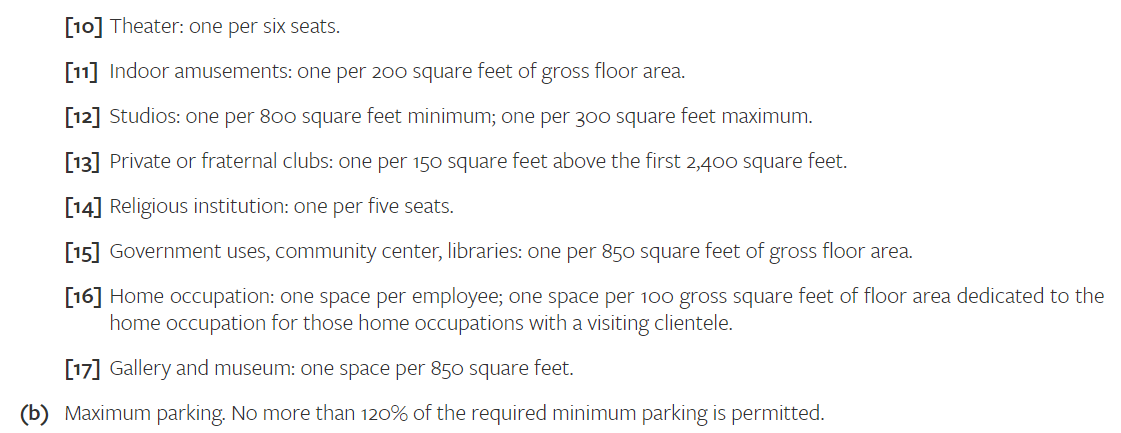 [10] Theater: one per six seats.
[11] Indoor amusements: one per 200 square feet of gross floor area.
[12] Studios: one per 800 square feet minimum; one per 300 square feet maximum.
[13] Private or fraternal clubs: one per 150 square feet above the first 2,400 square feet.
[14] Religious institution: one per five seats.
[15] Government uses, community center, libraries: one per 850 square feet of gross floor area.
[16] Home occupation: one space per employee; one space per 100 gross square feet of floor area dedicated to the
home occupation for those home occupations with a visiting clientele.
[17] Gallery and museum: one space per 850 square feet.
(b) Maximum parking. No more than 120% of the required minimum parking is permitted.